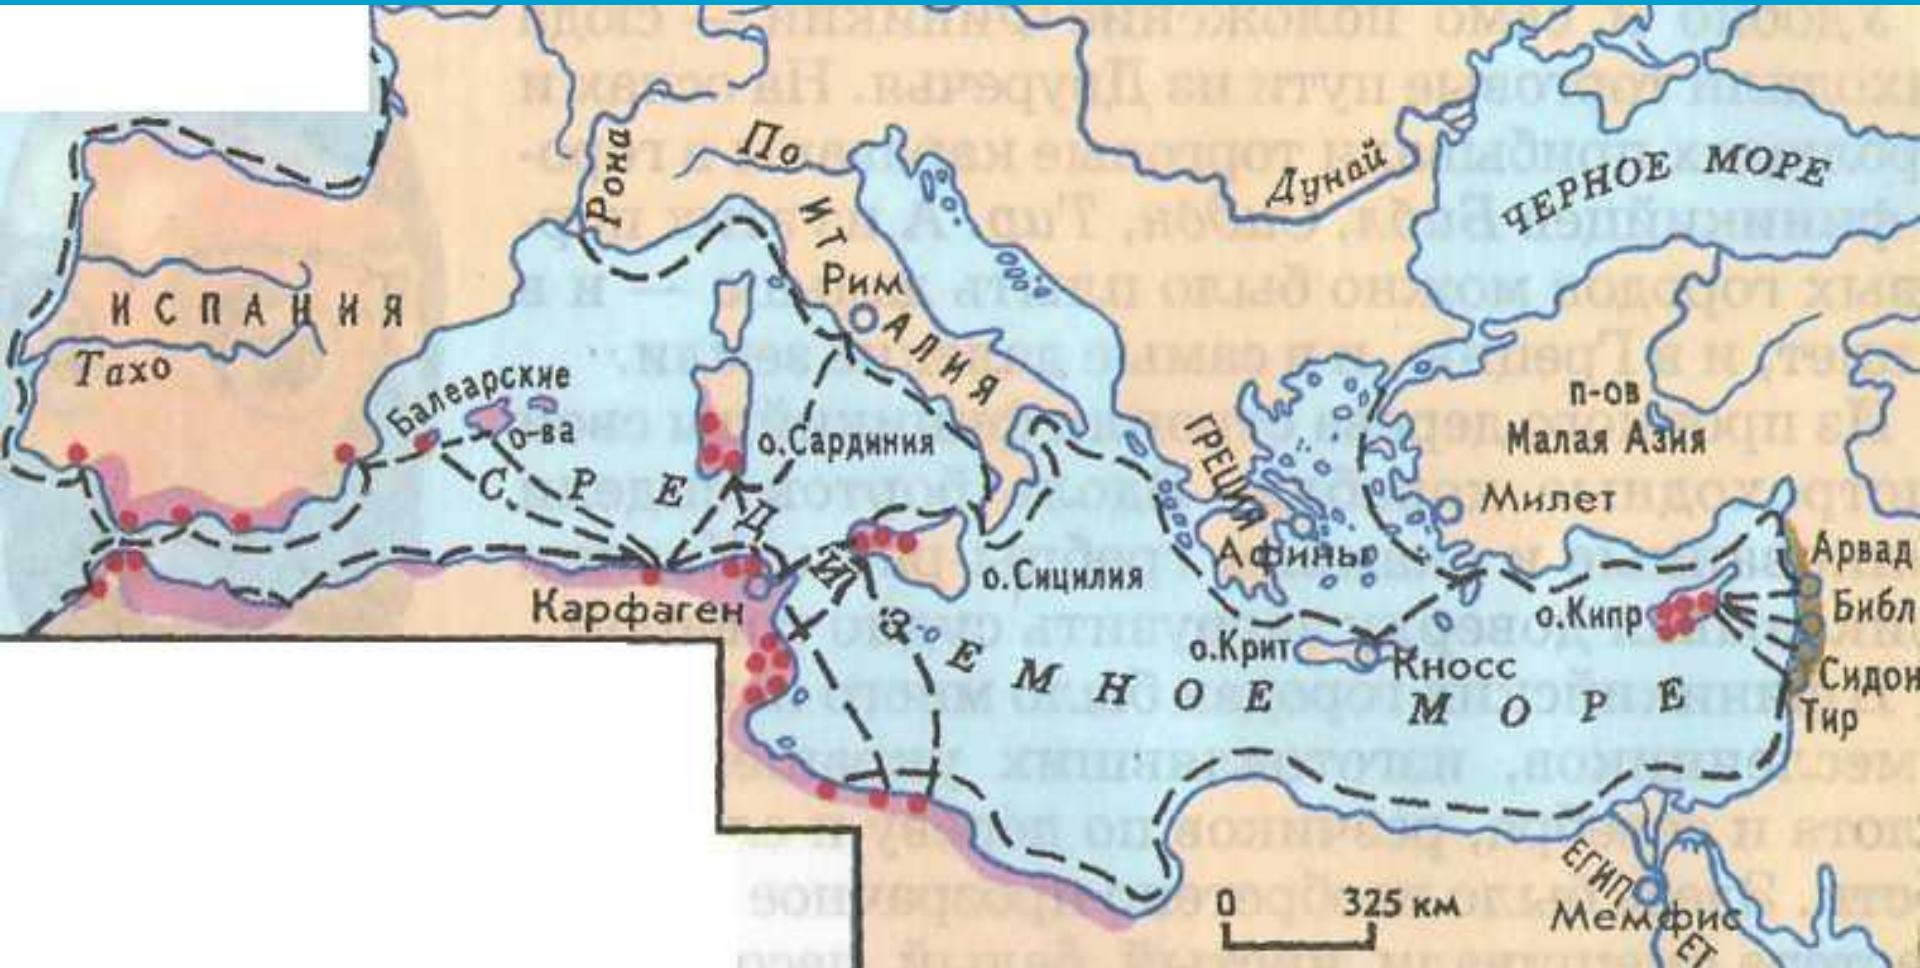 ЧЕРНОЕ МОРЕ
Дунай
По
Рона
ИТАЛИЯ
Рим
ИСПАНИЯ
Тахо
Балеарские
о-ва
о.Сардиния
ГРЕЦИЯ
п-ов
Малая Азия
Милет
Афины
СРЕДИЗЕМНОЕ МОРЕ
о.Сицилия
Карфаген
о.Крит
Кносс
о.Кипр
Арвад
Библ
Сидон
Тир
0 325 км
ЕГИПЕТ
Мемфис